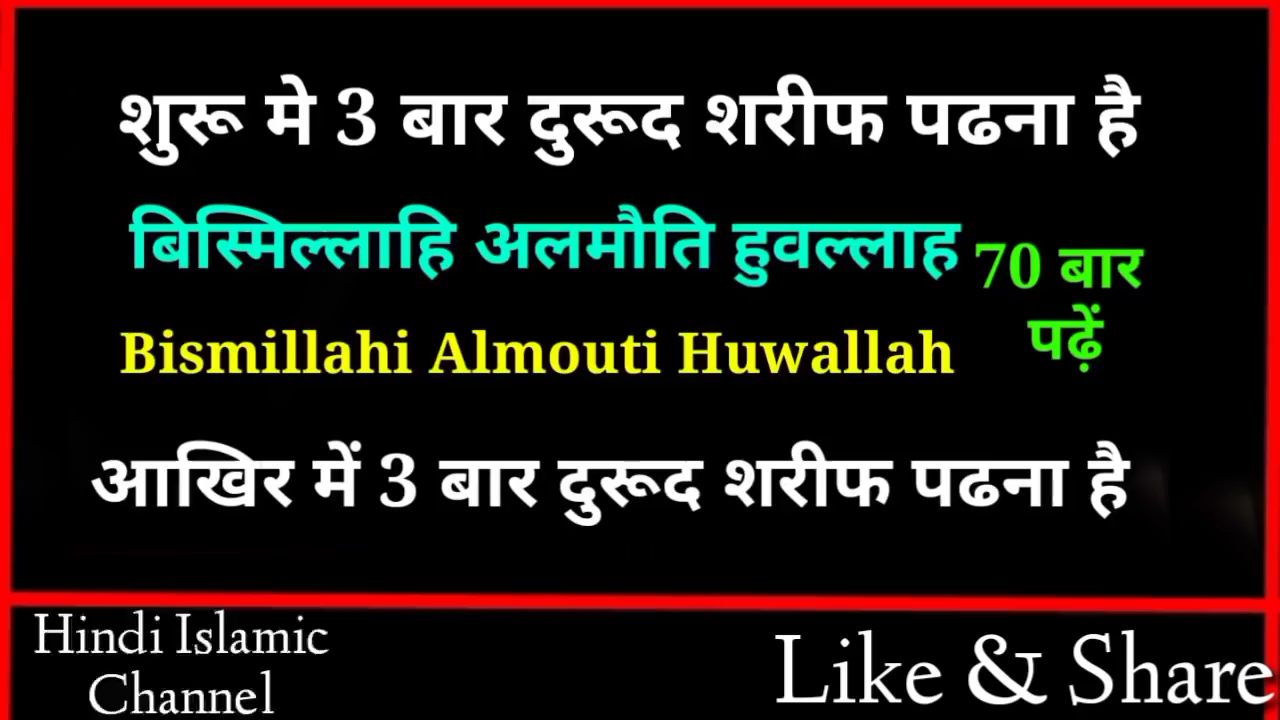 शुरू मे 3 बार दुरूद शरीफ पढना है
बिस्मिल्लाहि अलमौति हुवल्लाह 70 बार
पढ़ें
Bismillahi Almouti Huwallah
आखिर में 3 बार दुरूद शरीफ पढना है
Hindi Islamic
Channel
Like & Share